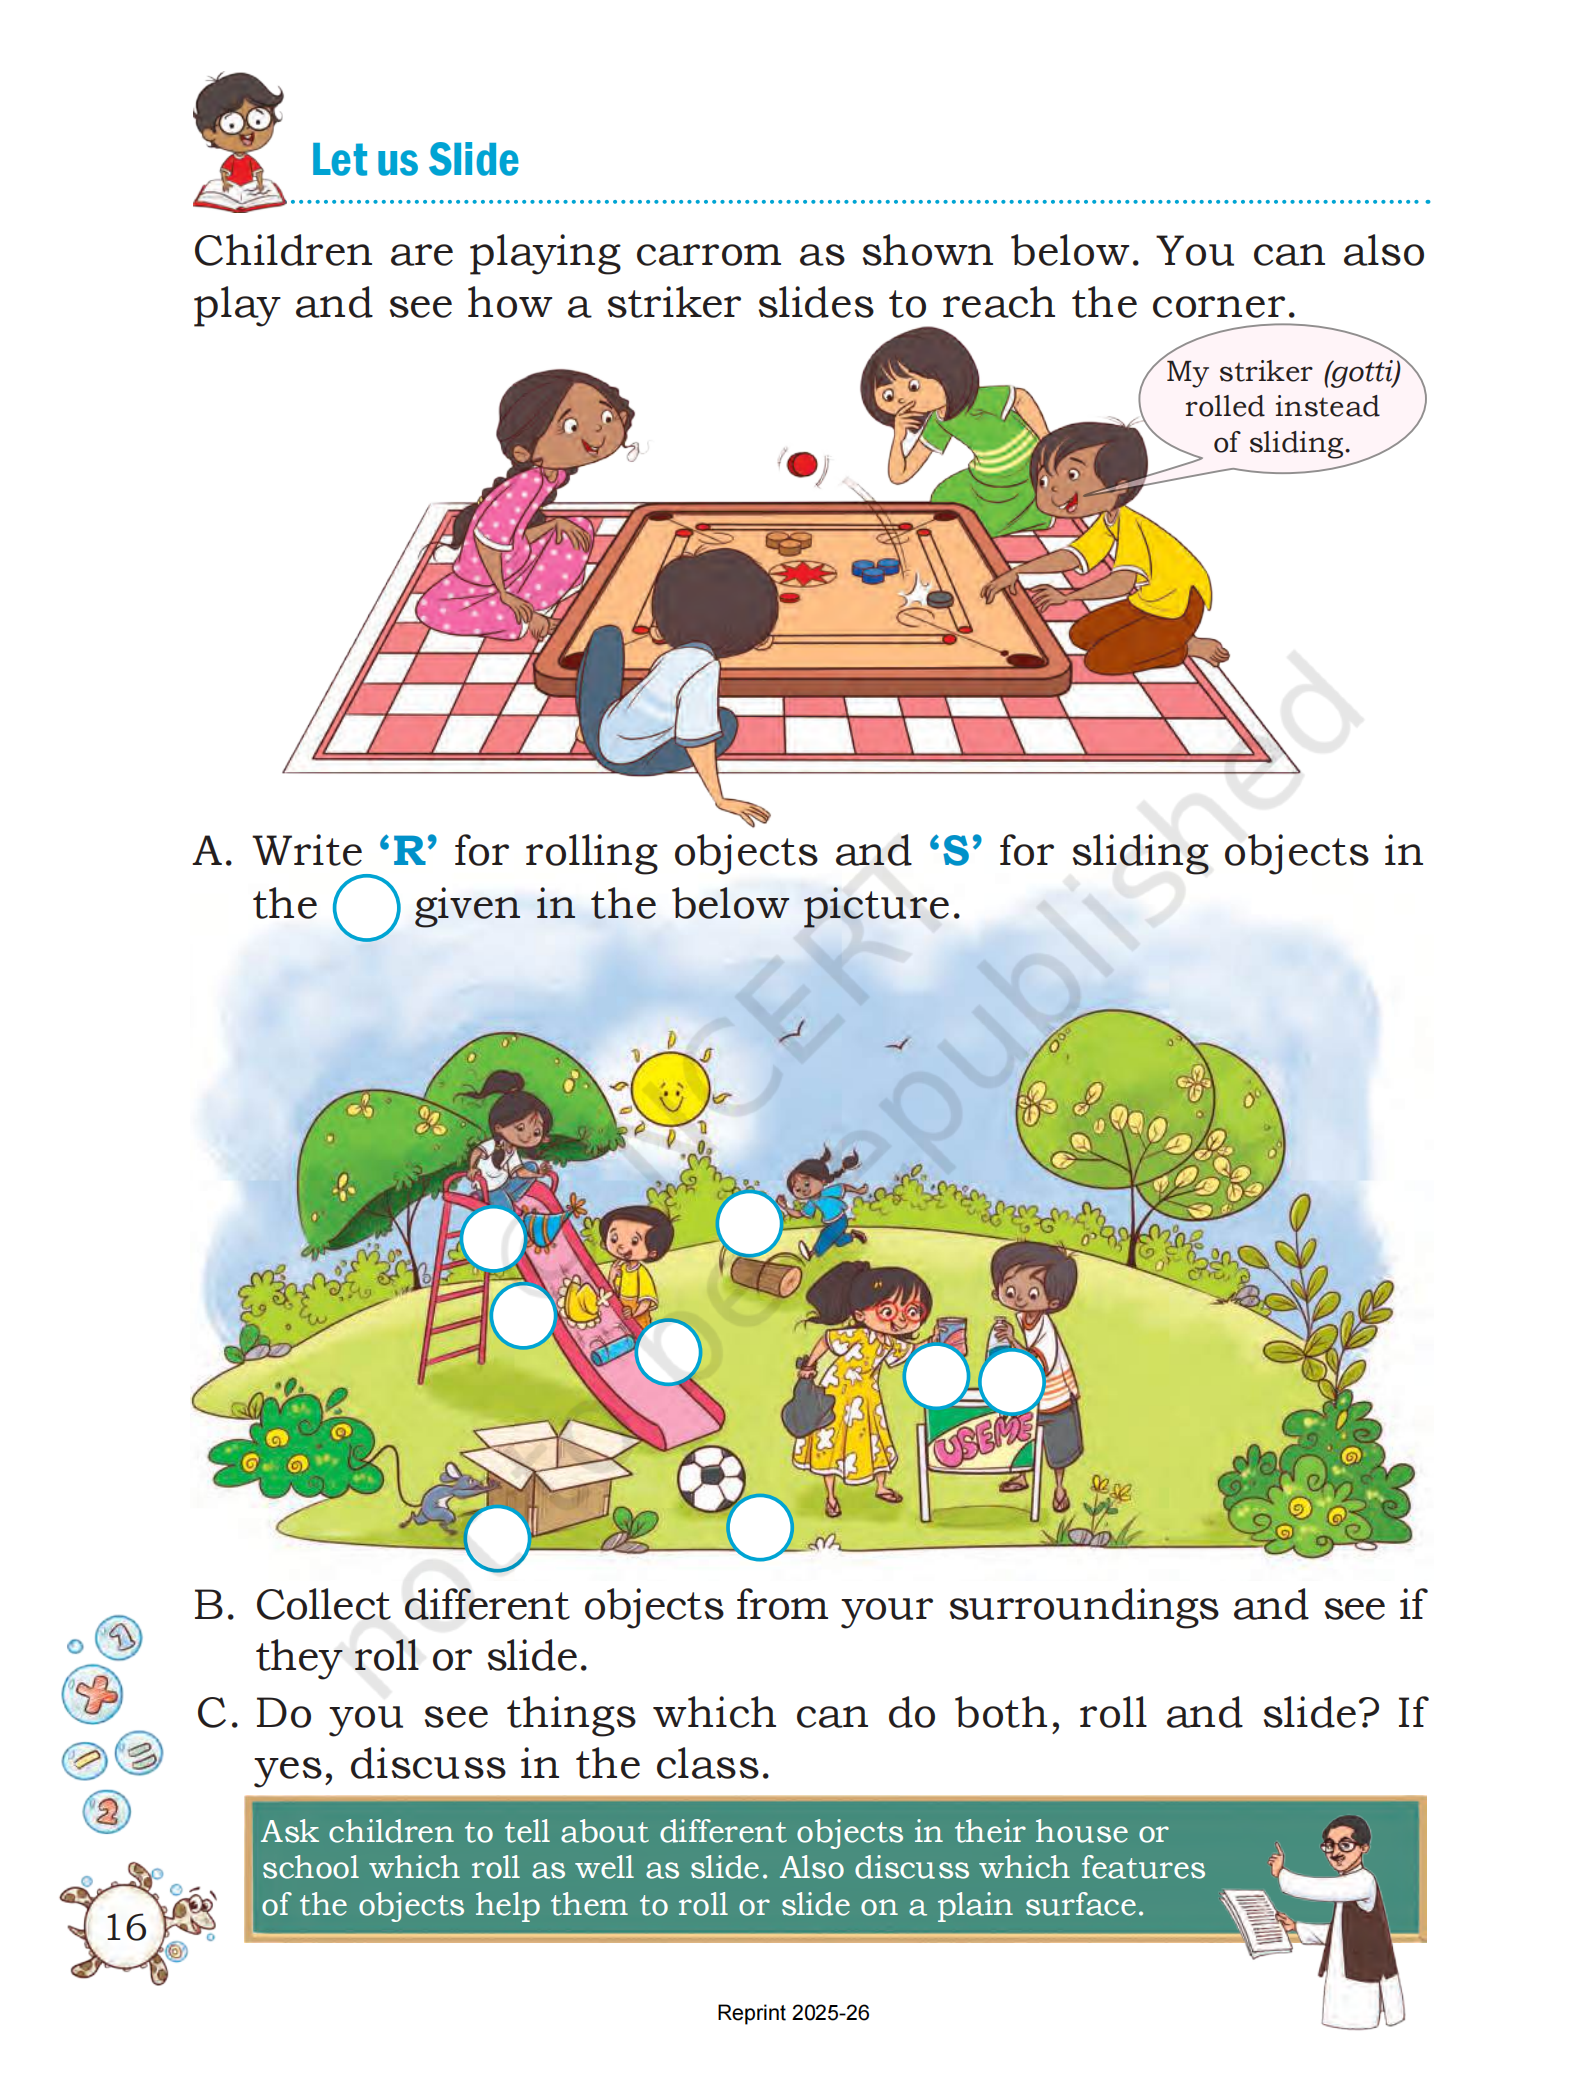 Let us Slide
Children are playing carrom as shown below. You can also
play and see how a striker slides to reach the corner.
My striker (gotti)
rolled instead
of sliding.
A. Write ‘R’ for rolling objects and ‘S’ for sliding objects in
the given in the below picture.
USE ME
B. Collect different objects from your surroundings and see if
they roll or slide.
C. Do you see things which can do both, roll and slide? If
yes, discuss in the class.
1
2
Ask children to tell about different objects in their house or
school which roll as well as slide. Also discuss which features
of the objects help them to roll or slide on a plain surface.
16
Reprint 2025-26
© NCERT
not to be republished